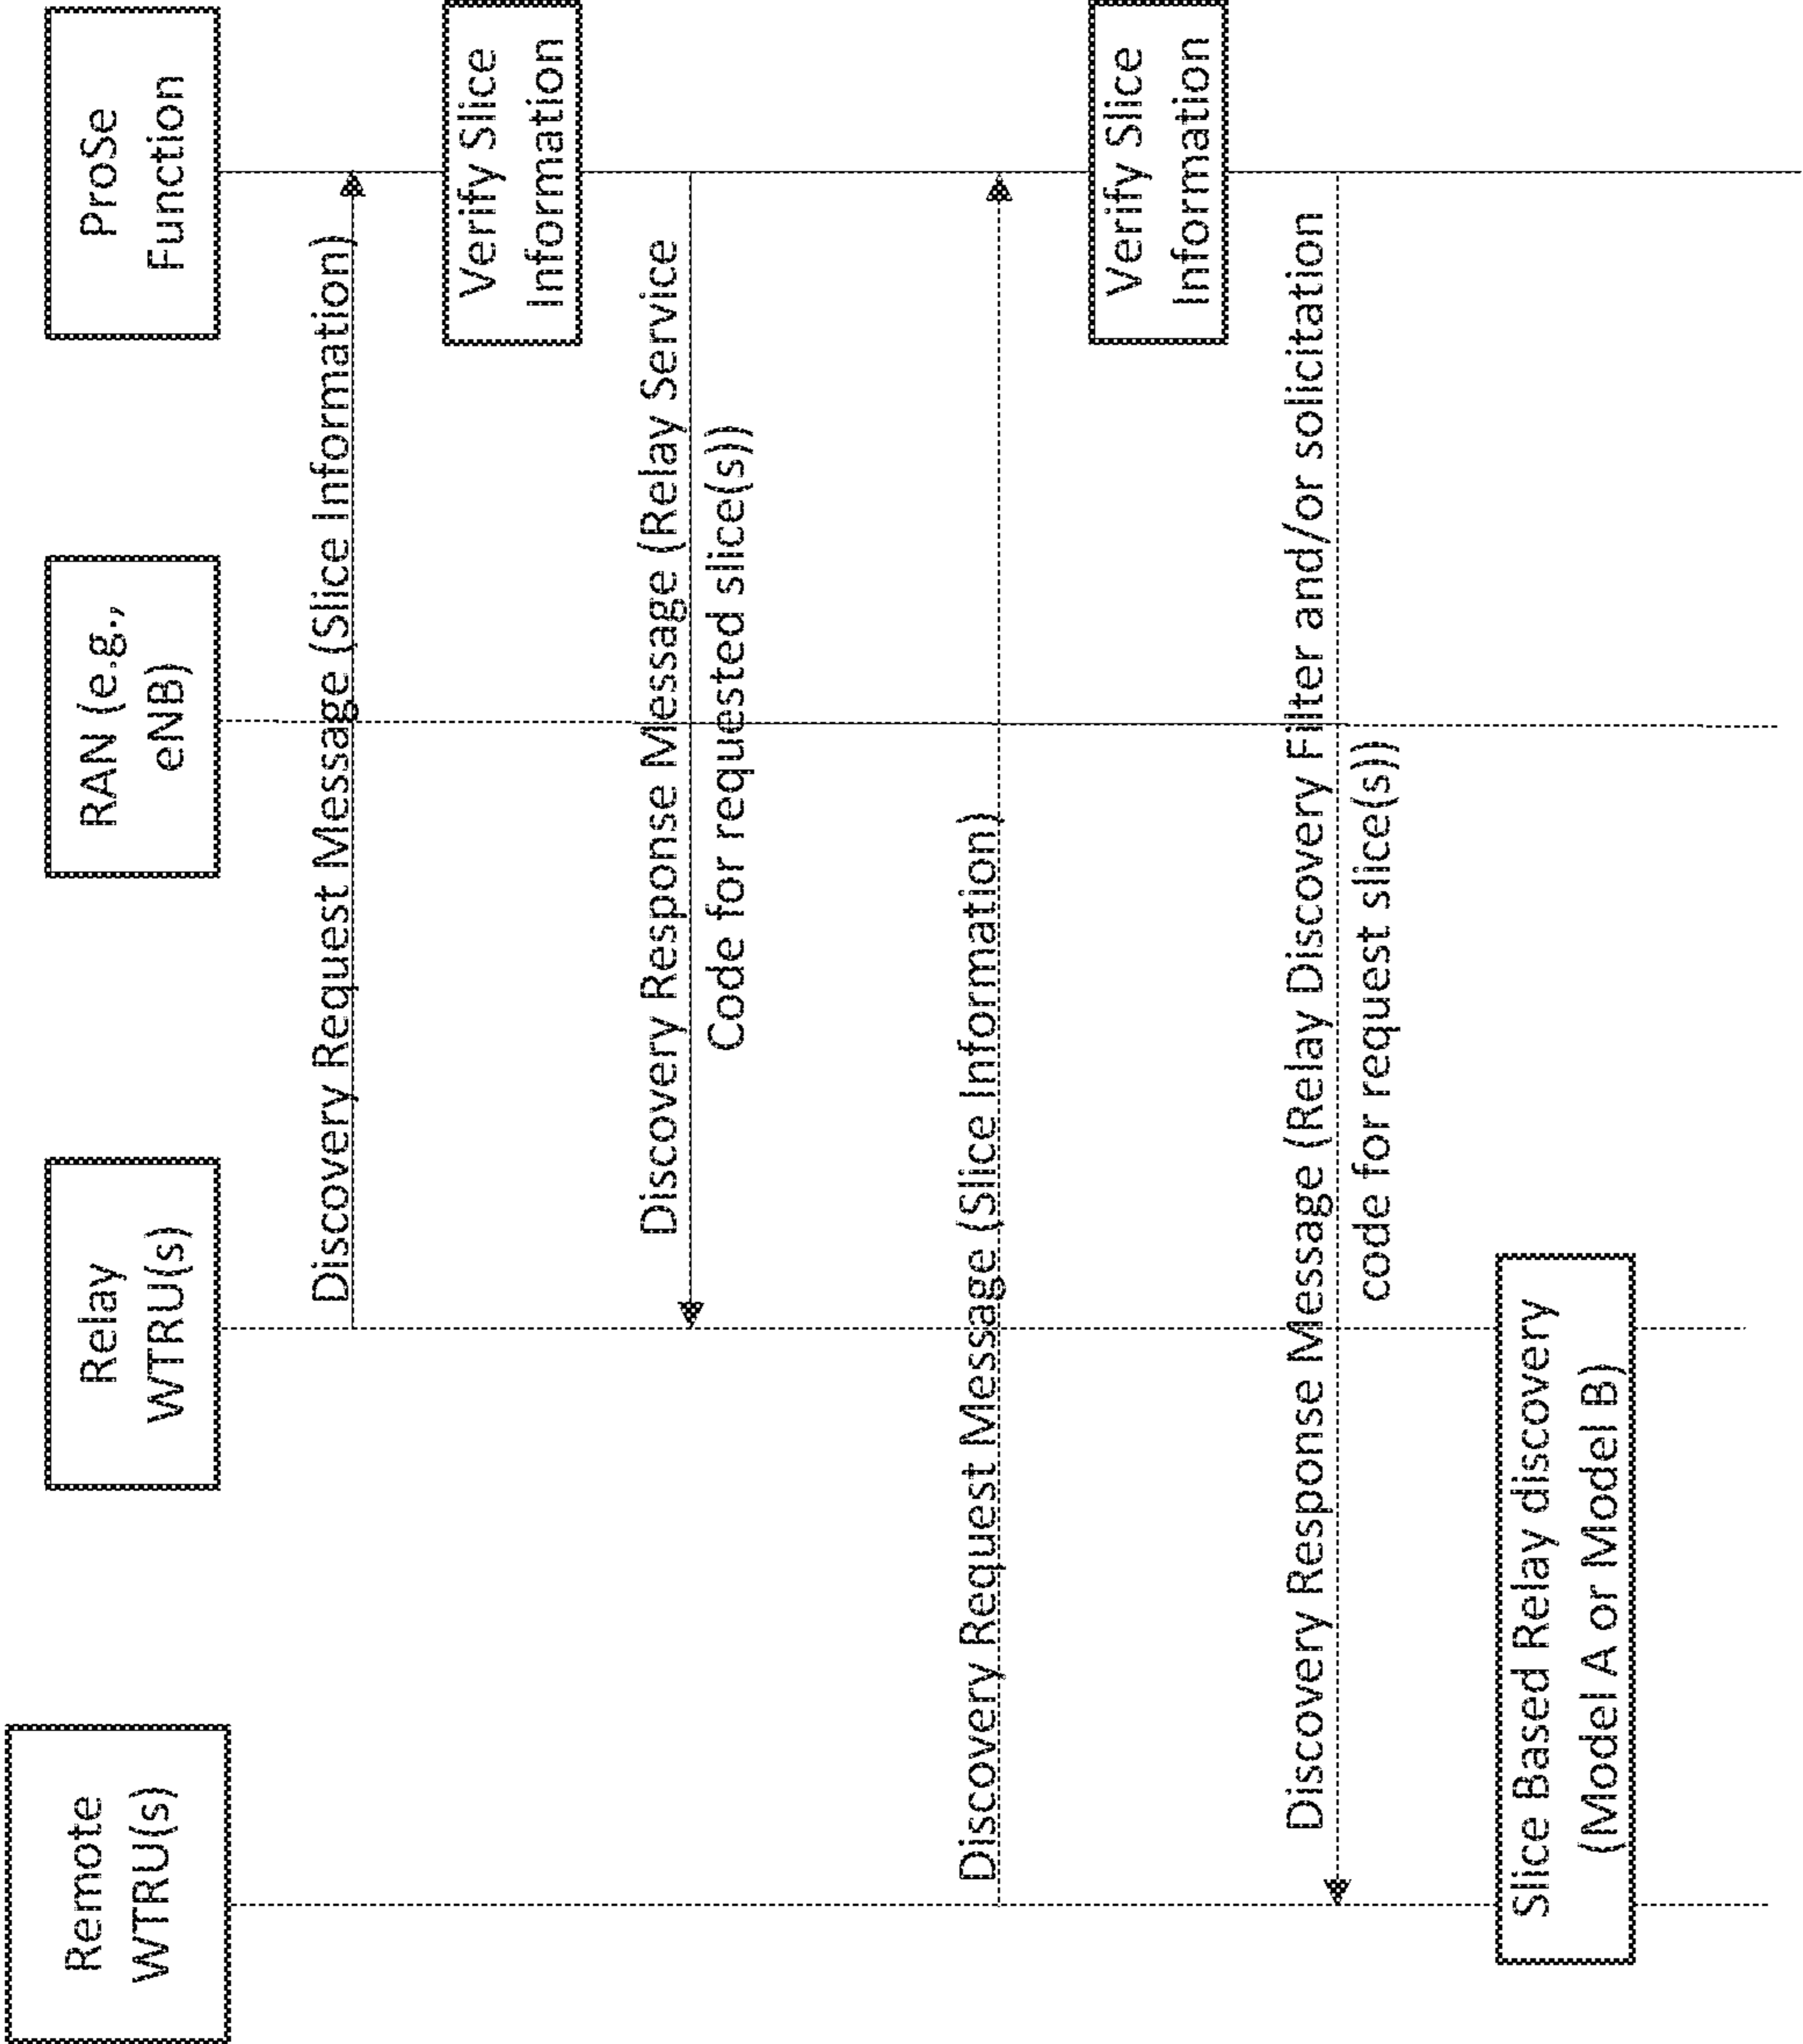 Remote
WTRU(s)
Relay
WTRU(s)
RAN (e.g.,
eNB)
ProSe
Function
Discovery Request Message (Slice Information)
Verify Slice
Information
Discovery Response Message (Relay Service
Code for requested slice(s))
Discovery Request Message (Slice Information)
Verify Slice
Information
Discovery Response Message (Relay Discovery Filter and/or solicitation
code for request slice(s))
Slice Based Relay discovery
(Model A or Model B)